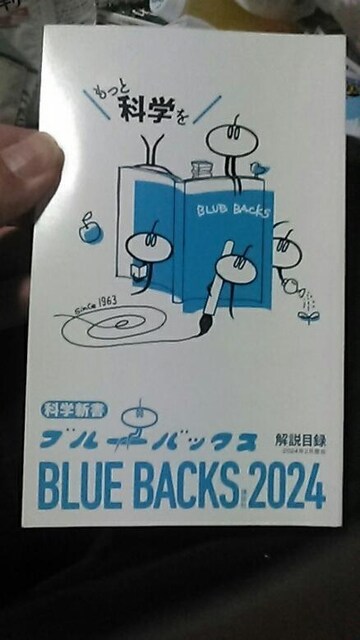 もっと
科学を
BLUE BACKS
since 1963
科学新書
ブルーバックス
解説目録
BLUE BACKS 2024